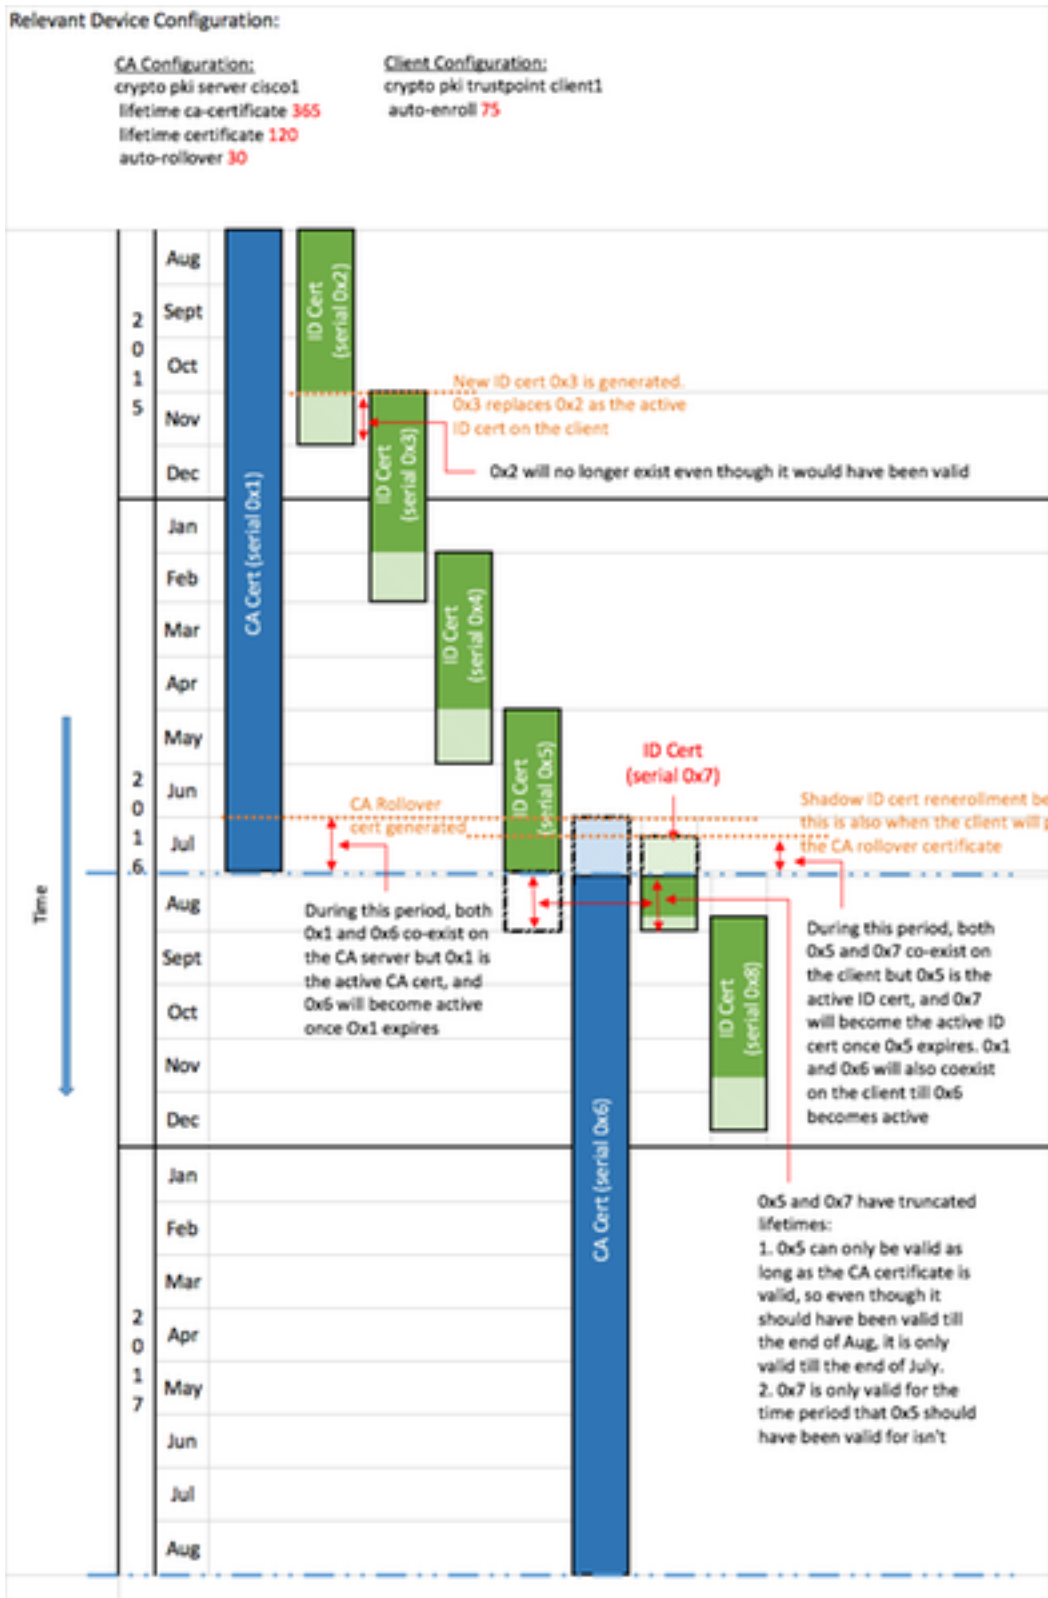 Relevant Device Configuration:
CA Configuration:
crypto pki server cisco1
lifetime ca-certificate 365
lifetime certificate 120
auto-rollover 30
Client Configuration:
crypto pki trustpoint client1
auto-enroll 75
Time
2015
Aug
Sept
Oct
Nov
Dec
2016
Jan
Feb
Mar
Apr
May
Jun
Jul
Aug
Sept
Oct
Nov
Dec
2017
Jan
Feb
Mar
Apr
May
Jun
Jul
Aug
CA Cert (serial 0x1)
ID Cert
(serial 0x2)
ID Cert
(serial 0x3)
ID Cert
(serial 0x4)
ID Cert
(serial 0x5)
CA Cert (serial 0x6)
ID Cert
(serial 0x7)
ID Cert
(serial 0x8)
New ID cert 0x3 is generated.
0x3 replaces 0x2 as the active
ID cert on the client
0x2 will no longer exist even though it would have been valid
CA Rollover
cert generated
Shadow ID cert renerollment be
this is also when the client will p
the CA rollover certificate
During this period, both
0x1 and 0x6 co-exist on
the CA server but 0x1 is
the active CA cert, and
0x6 will become active
once Ox1 expires
During this period, both
0x5 and 0x7 co-exist on
the client but 0x5 is the
active ID cert, and 0x7
will become the active ID
cert once 0x5 expires. 0x1
and 0x6 will also coexist
on the client till 0x6
becomes active
0x5 and 0x7 have truncated
lifetimes:
1. 0x5 can only be valid as
long as the CA certificate is
valid, so even though it
should have been valid till
the end of Aug, it is only
valid till the end of July.
2. 0x7 is only valid for the
time period that 0x5 should
have been valid for isn't